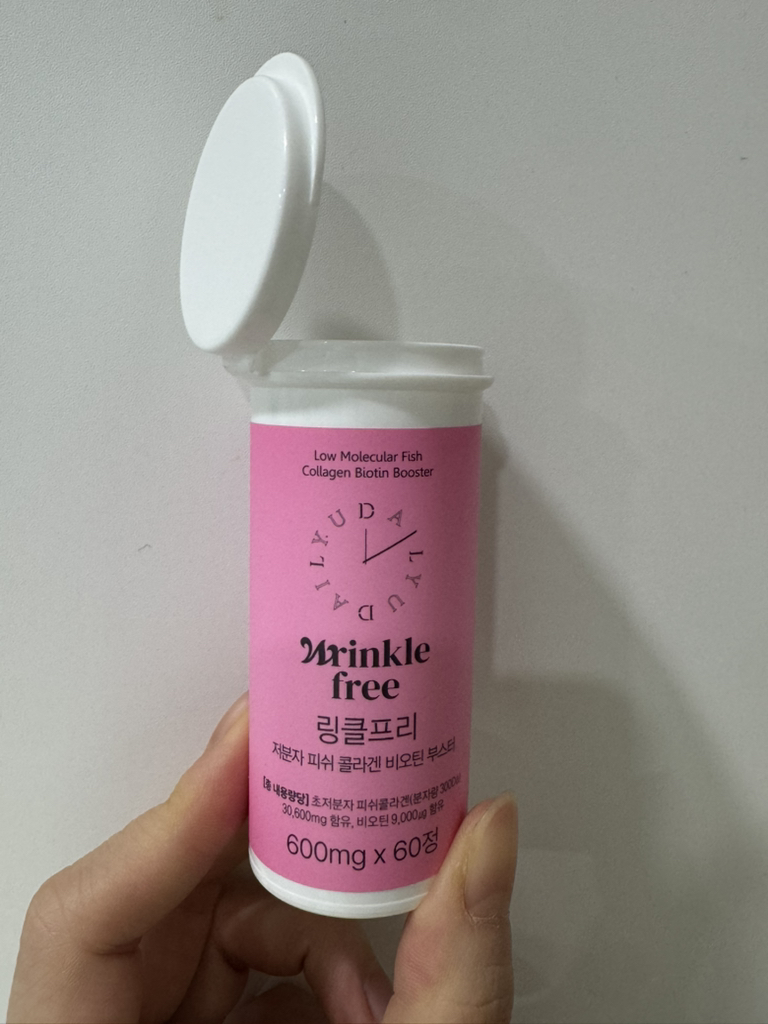 Low Molecular Fish
Collagen Biotin Booster
DAILYU DAILYU
Wrinkle
free
링클프리
저분자 피쉬 콜라겐 비오틴 부스터
[총 내용량당] 초저분자 피쉬콜라겐(분자량 300Da)
30,600mg 함유, 비오틴 9,000μg 함유
600mg x 60정